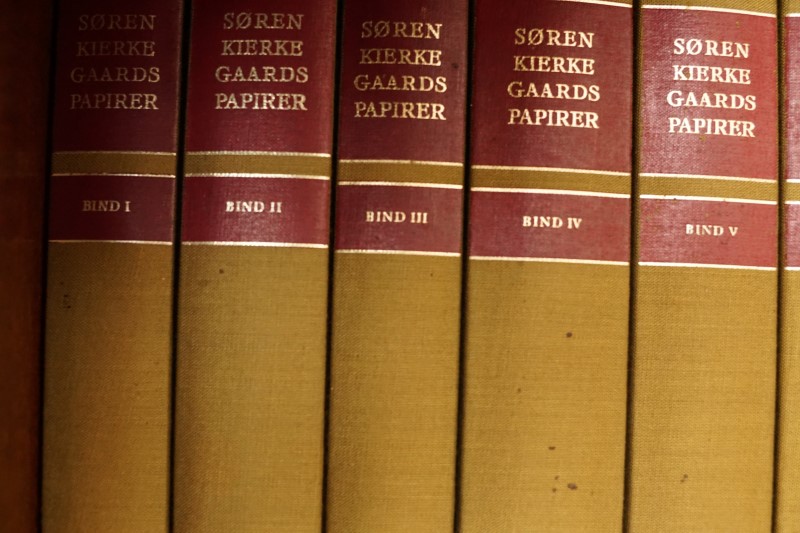 SØREN
KIERKE
GAARDS
PAPIRER
BIND I
SØREN
KIERKE
GAARDS
PAPIRER
BIND II
SØREN
KIERKE
GAARDS
PAPIRER
BIND III
SØREN
KIERKE
GAARDS
PAPIRER
BIND IV
SØREN
KIERKE
GAARDS
PAPIRER
BIND V